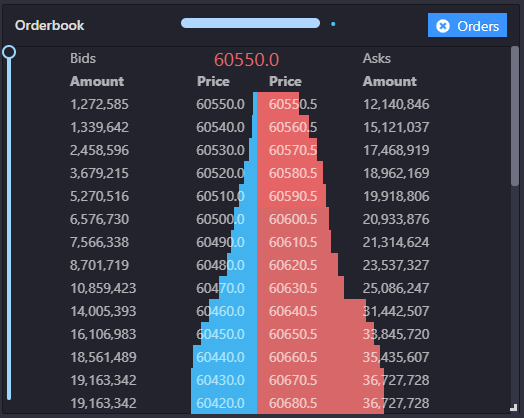 Orderbook Orders
Bids 60550.0 Asks
Amount Price Price Amount
1,272,585 60550.0 60550.5 12,140,846
1,339,642 60540.0 60560.5 15,121,037
2,458,596 60530.0 60570.5 17,468,919
3,679,215 60520.0 60580.5 18,962,169
5,270,516 60510.0 60590.5 19,918,806
6,576,730 60500.0 60600.5 20,933,876
7,566,338 60490.0 60610.5 21,314,624
8,701,719 60480.0 60620.5 23,537,327
10,859,423 60470.0 60630.5 25,086,247
14,005,393 60460.0 60640.5 31,442,507
16,106,983 60450.0 60650.5 33,845,720
18,561,489 60440.0 60660.5 35,435,607
19,163,342 60430.0 60670.5 36,727,728
19,163,342 60420.0 60680.5 36,727,728